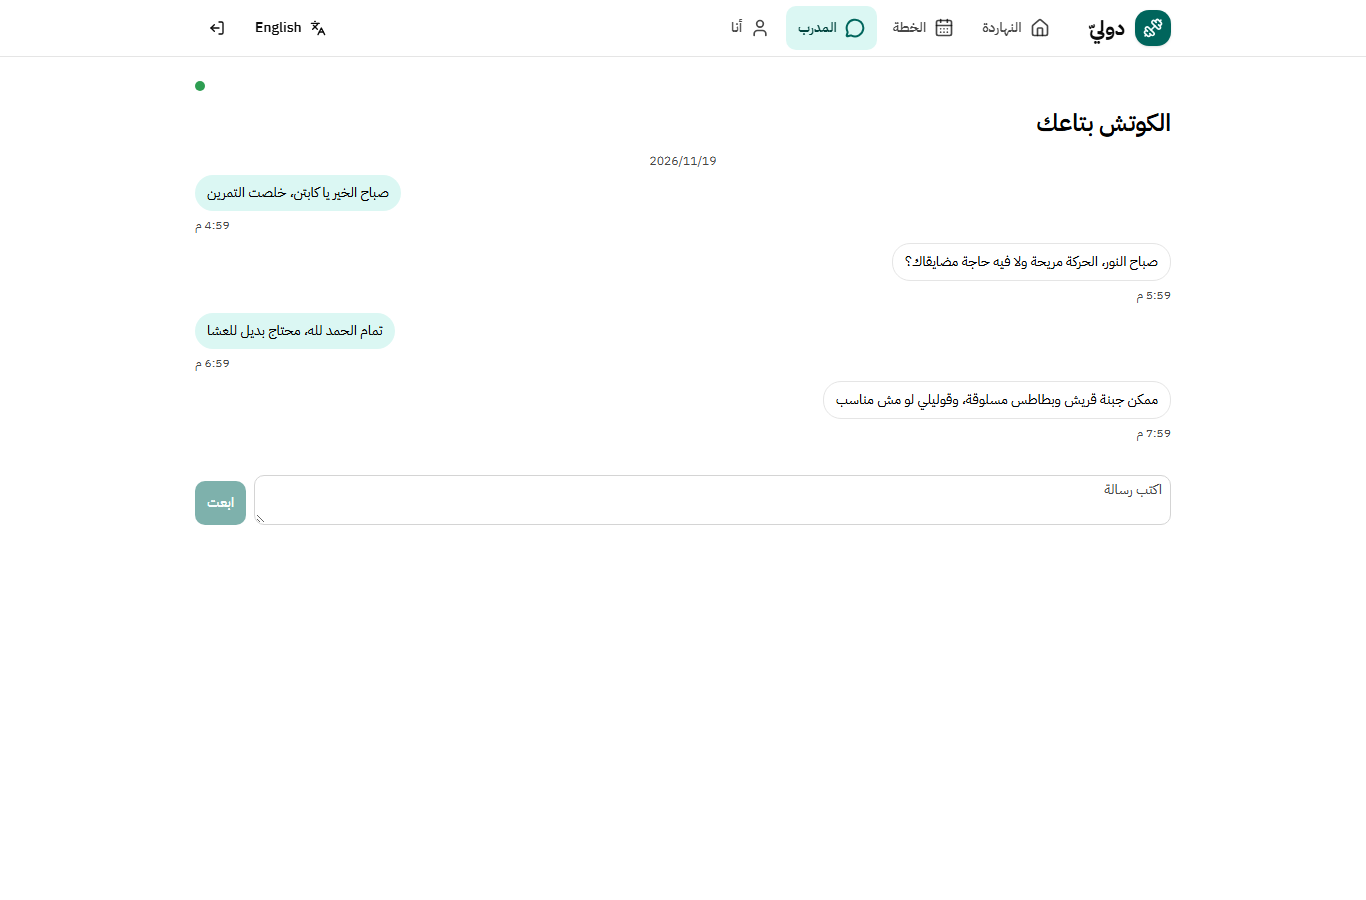 دوليّ
النهاردة
الخطة
المدرب
أنا
English
الكوتش بتاعك
2026/11/19
صباح الخير يا كابتن، خلصت التمرين
4:59 م
صباح النور، الحركة مريحة ولا فيه حاجة مضايقاك؟
5:59 م
تمام الحمد لله، محتاج بديل للعشا
6:59 م
ممكن جبنة قريش وبطاطس مسلوقة، وقوليلي لو مش مناسب
7:59 م
اكتب رسالة
ابعت